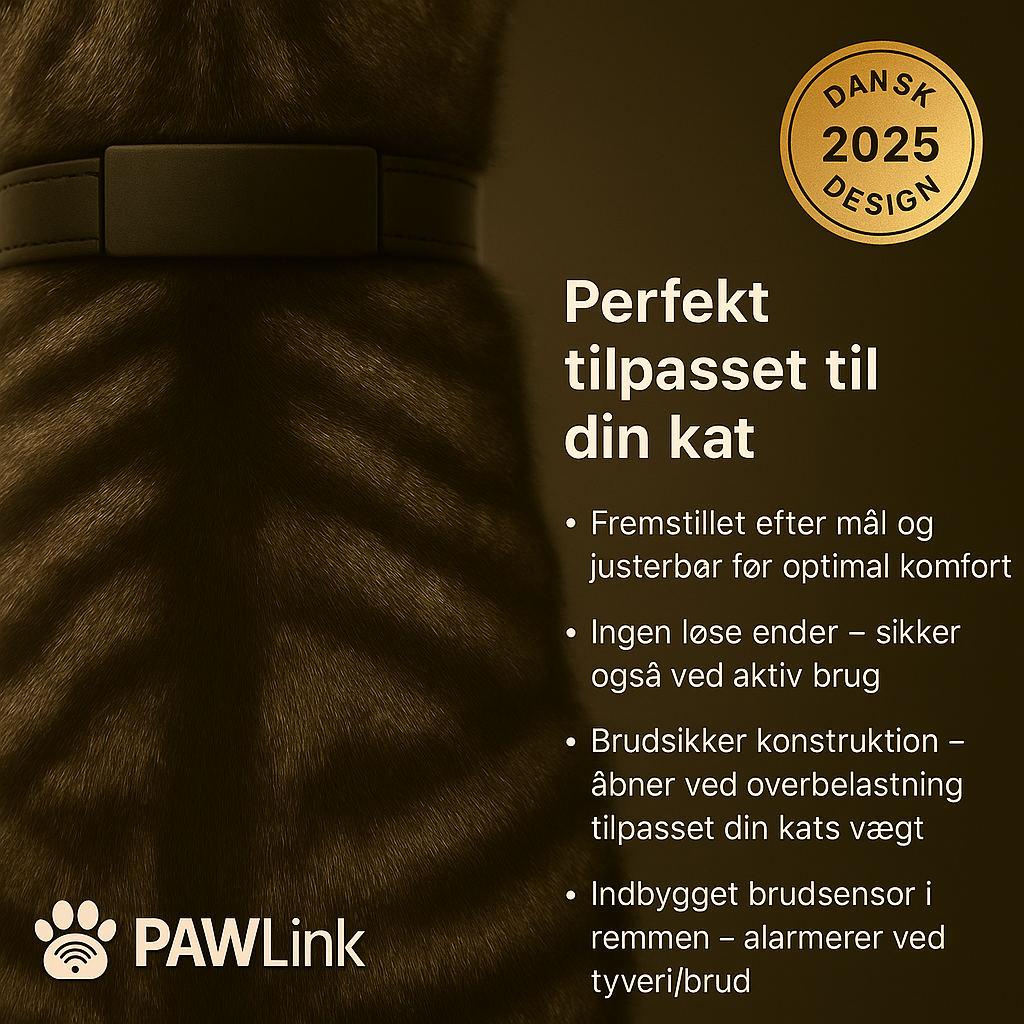 DANSK
2025
DESIGN
Perfekt
tilpasset til
din kat
• Fremstillet efter mål og
justerbør før optimal komfort
• Ingen løse ender – sikker
også ved aktiv brug
• Brudsikker konstruktion –
åbner ved overbelastning
tilpasset din kats vægt
• Indbygget brudsensor i
remmen – alarmerer ved
tyveri/brud
PAWLink